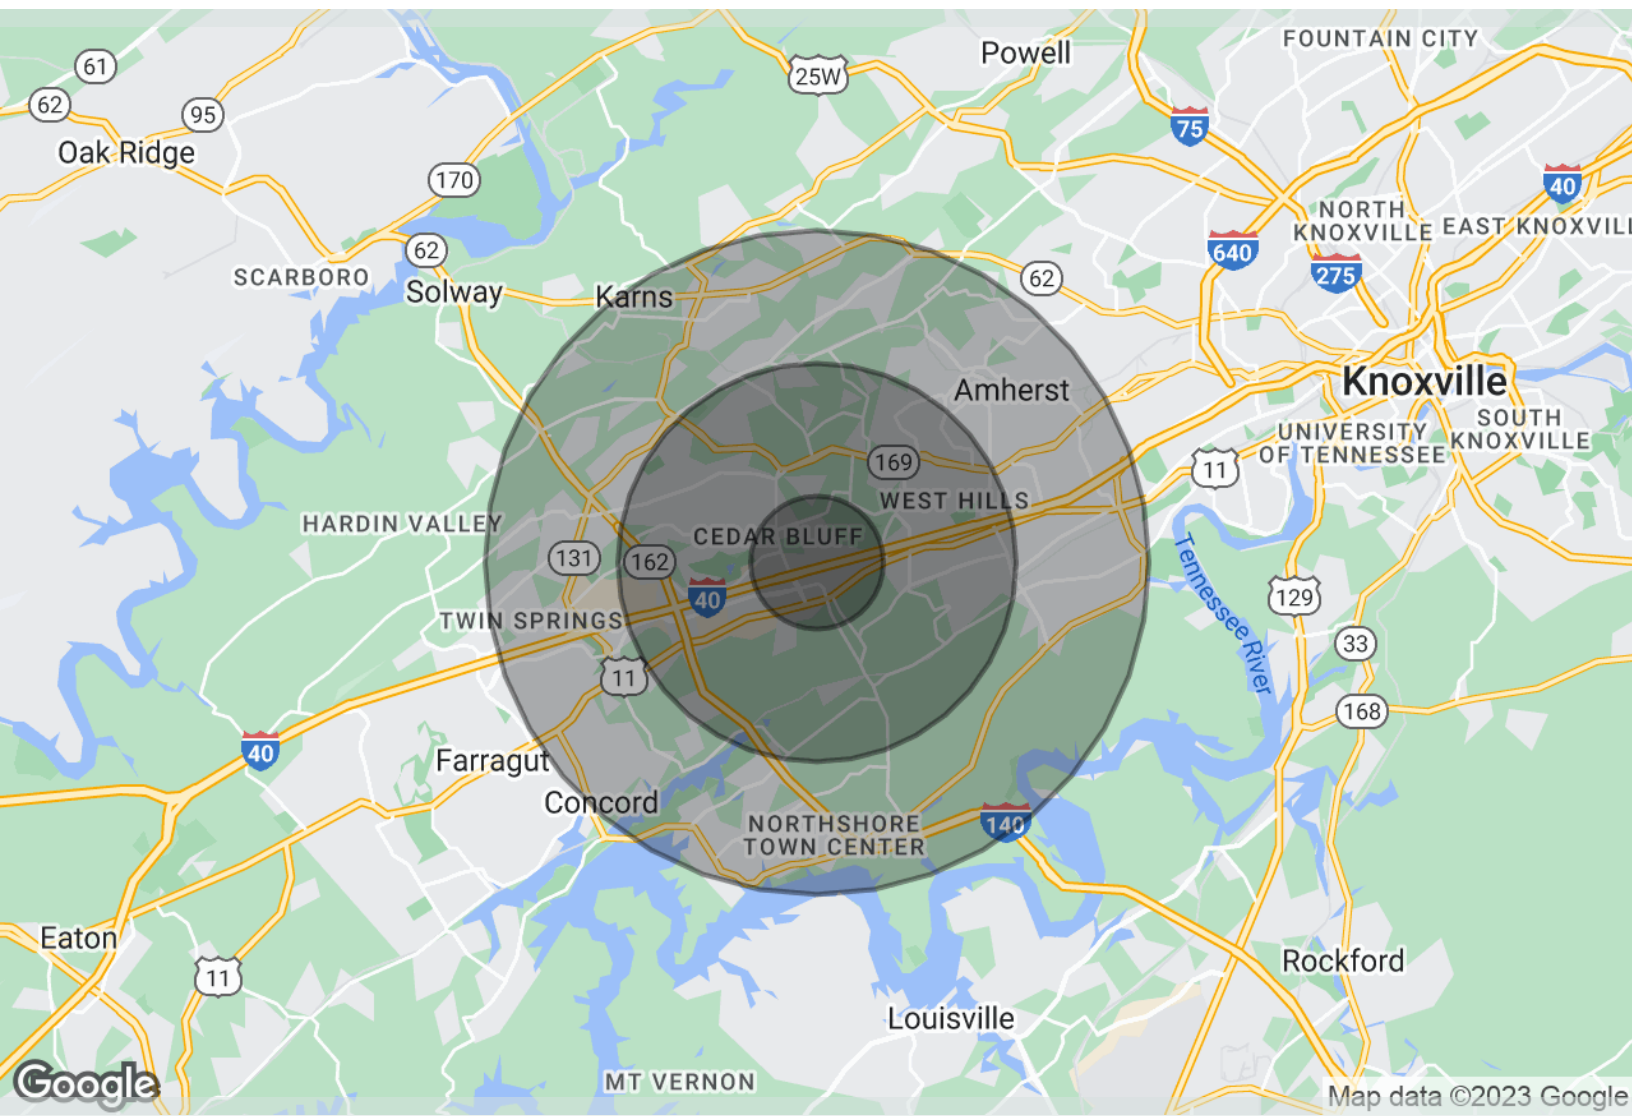 FOUNTAIN CITY
Powell
61
25W
62
95
75
Oak Ridge
170
40
NORTH
KNOXVILLE
EAST KNOXVILL
62
640
SCARBORO
275
62
Solway
Karns
Knoxville
Amherst
SOUTH
KNOXVILLE
UNIVERSITY
OF TENNESSEE
169
11
WEST HILLS
HARDIN VALLEY
CEDAR BLUFF
131
162
Tennessee River
40
129
TWIN SPRINGS
33
11
168
40
Farragut
Concord
NORTHSHORE
TOWN CENTER
140
Eaton
Rockford
11
Louisville
MT VERNON
Google
Map data ©2023 Google